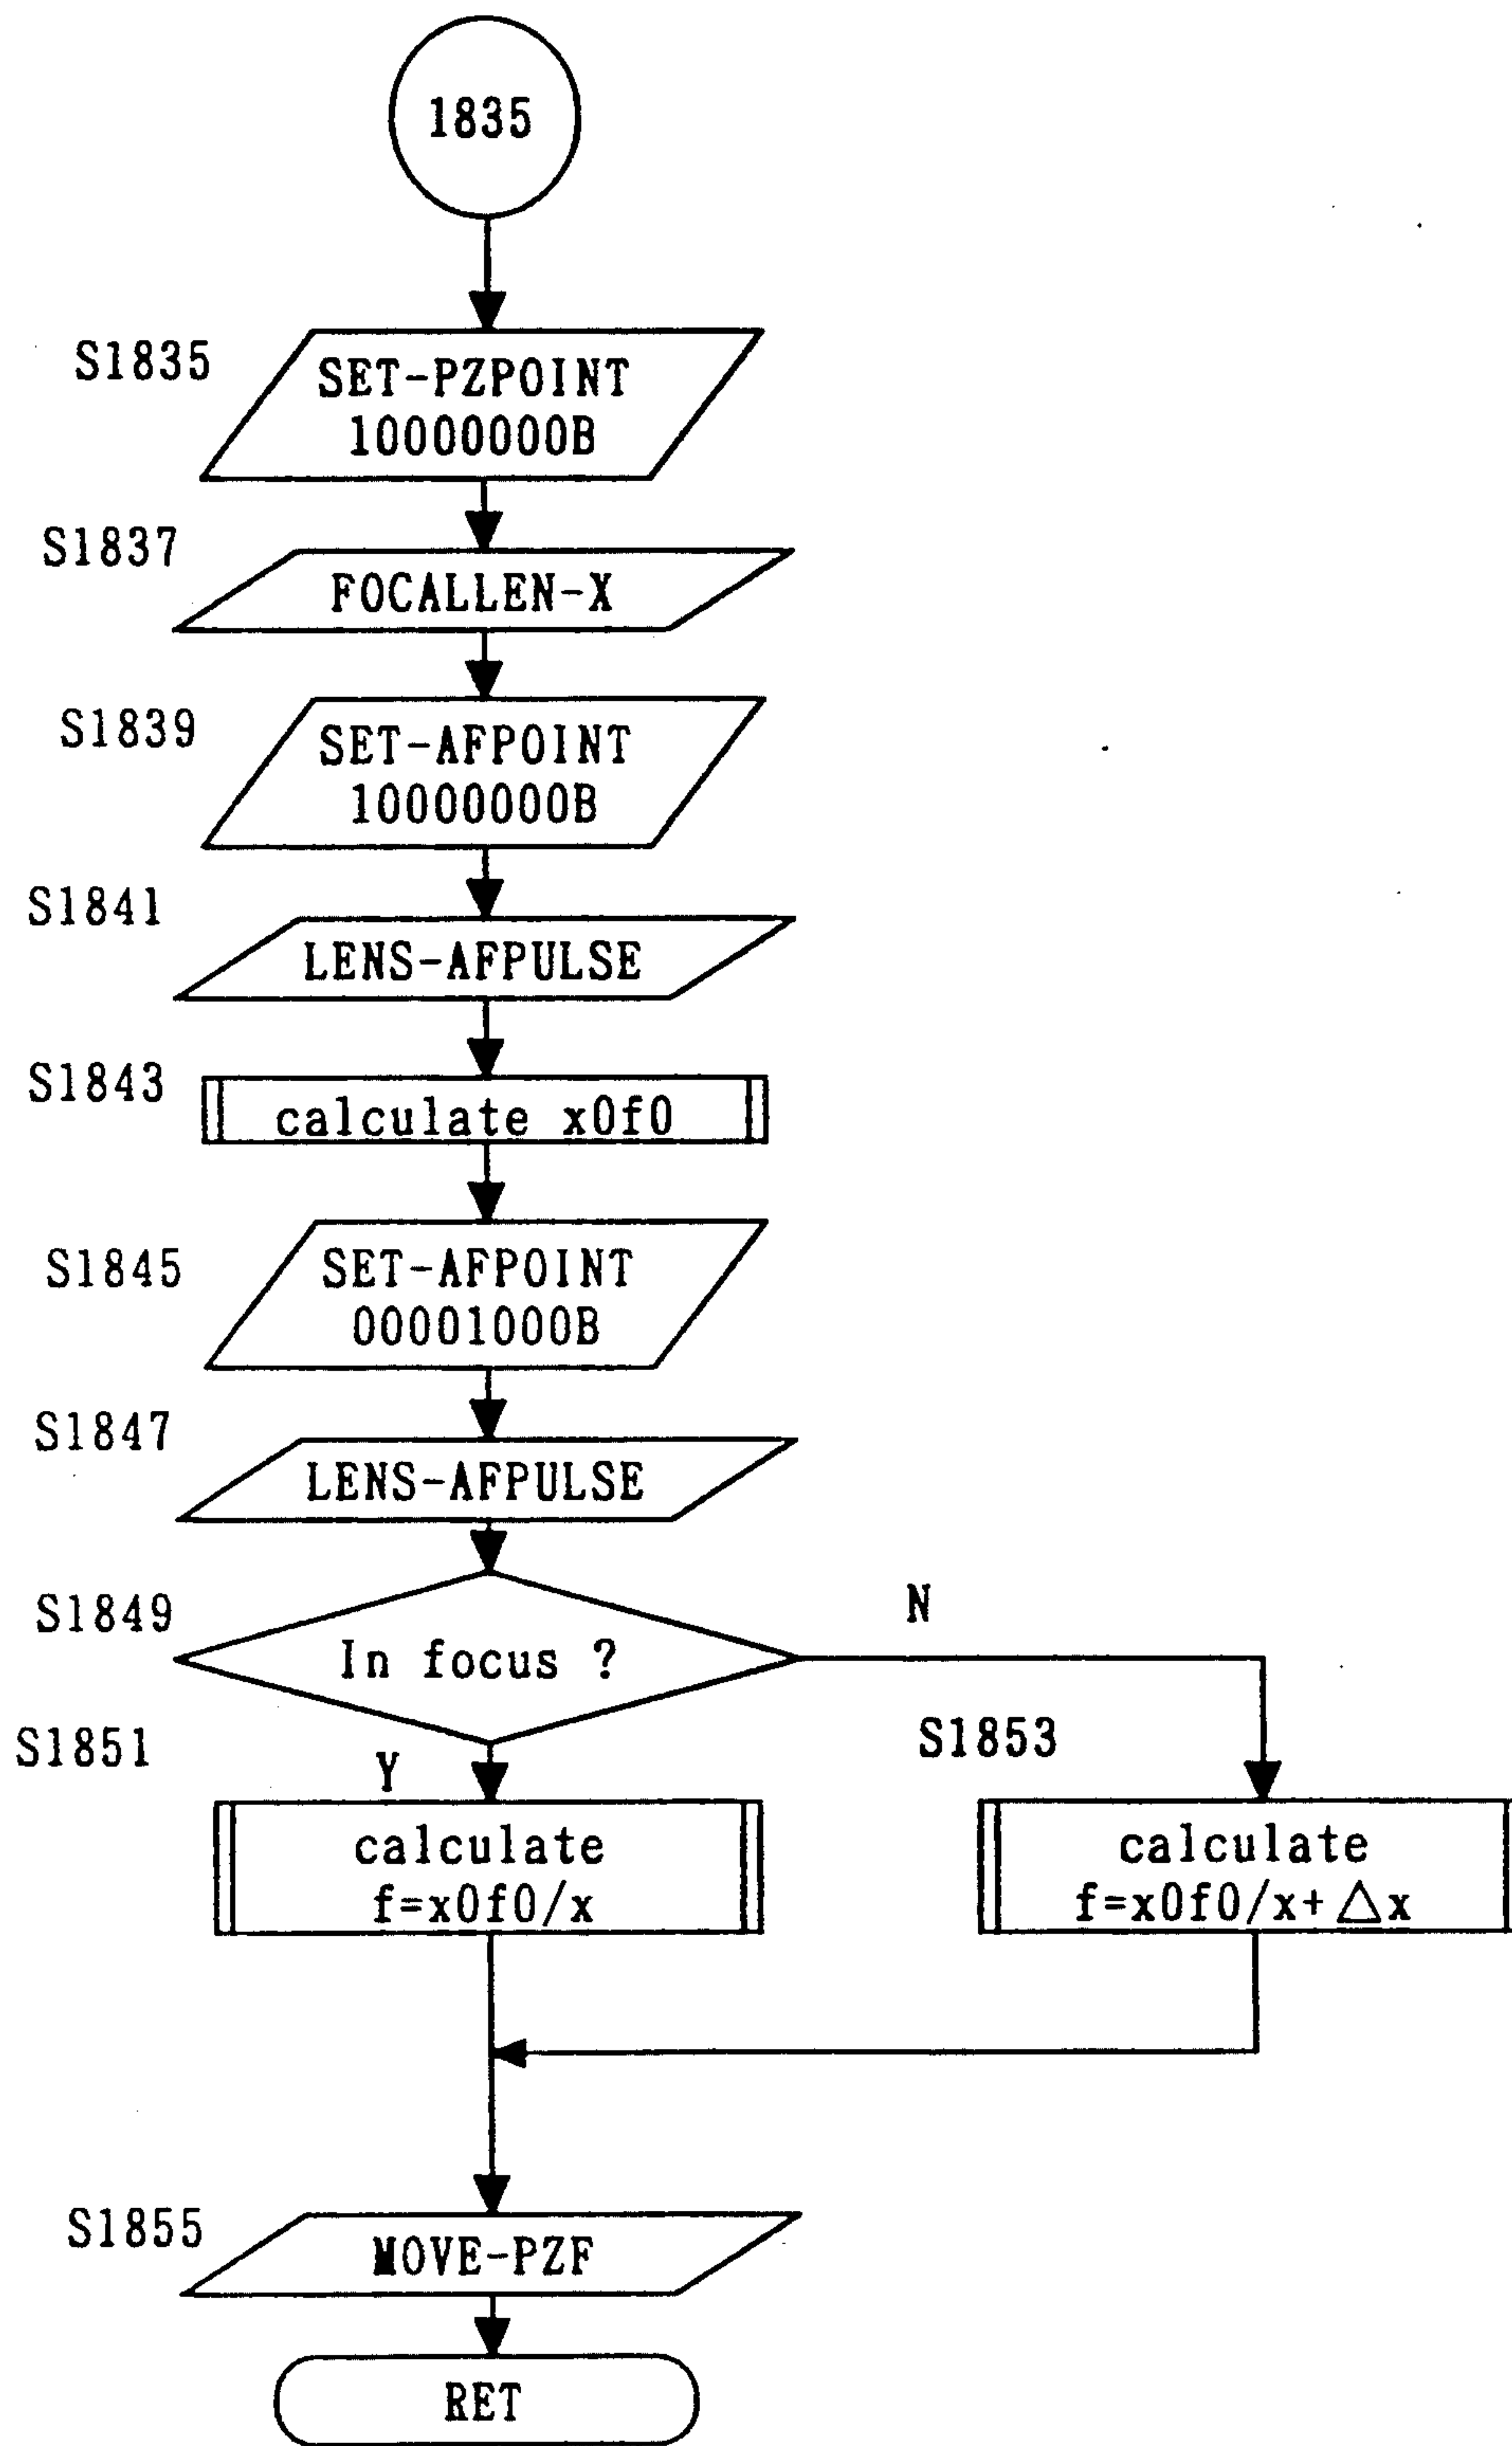 1835
S1835
SET-PZPOINT
10000000B
S1837
FOCALLEN-X
S1839
SET-AFPOINT
10000000B
S1841
LENS-AFPULSE
S1843
calculate x0f0
S1845
SET-AFPOINT
00001000B
S1847
LENS-AFPULSE
S1849
In focus ?
N
S1851
Y
calculate
f=x0f0/x
S1853
calculate
f=x0f0/x+△x
S1855
MOVE-PZF
RET